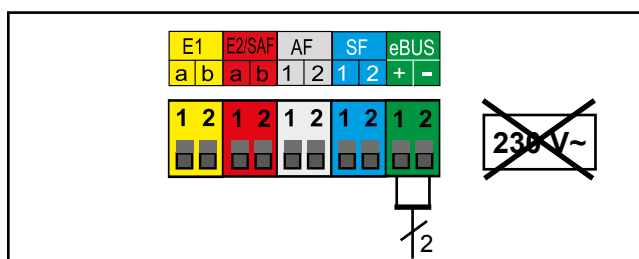 E1 E2/SAF AF SF eBUS
a b a b 1 2 1 2 + -
1 2 1 2 1 2 1 2 1 2
230 V~
2